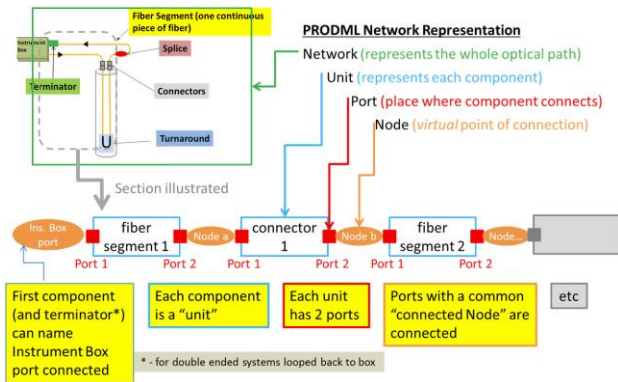 Fiber Segment (one continuous
piece of fiber)
Instrument
Box
Splice
Connectors
Terminator
Turnaround
U
Section illustrated
PRODML Network Representation
Network (represents the whole optical path)
Unit (represents each component)
Port (place where component connects)
Node (virtual point of connection)
Ins. Box
port
fiber
segment 1
Node a
connector
1
Node b
fiber
segment 2
Node...
Port 1
Port 2
Port 1
Port 2
Port 1
Port 2
First component
(and terminator*)
can name
Instrument Box
port connected
Each component
is a “unit”
Each unit
has 2 ports
Ports with a common
“connected Node” are
connected
etc
* - for double ended systems looped back to box